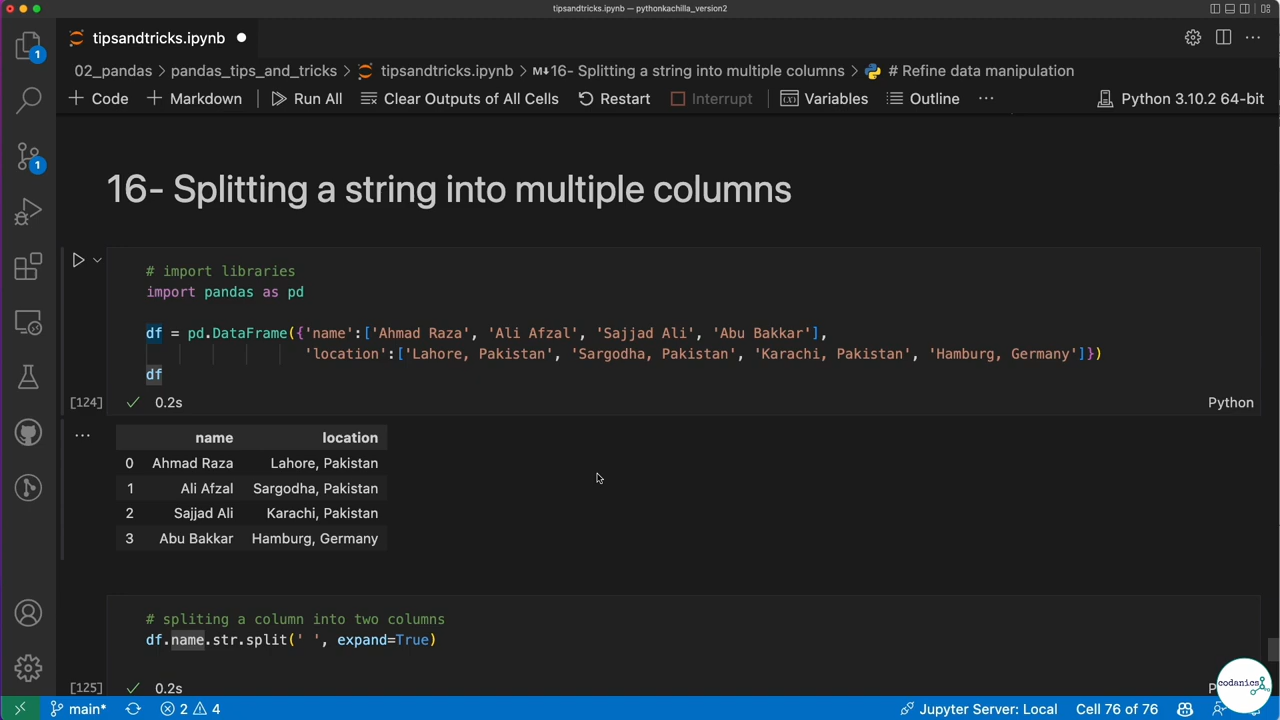 tipsandtricks.ipynb — pythonkachilla_version2
tipsandtricks.ipynb
02_pandas > pandas_tips_and_tricks > tipsandtricks.ipynb > M↓16- Splitting a string into multiple columns > # Refine data manipulation
+ Code + Markdown Run All Clear Outputs of All Cells Restart Interrupt Variables Outline ... Python 3.10.2 64-bit
1
1
16- Splitting a string into multiple columns
# import libraries
import pandas as pd
df = pd.DataFrame({'name':['Ahmad Raza', 'Ali Afzal', 'Sajjad Ali', 'Abu Bakkar'],
'location':['Lahore, Pakistan', 'Sargodha, Pakistan', 'Karachi, Pakistan', 'Hamburg, Germany']})
df
[124] ✓ 0.2s Python
name location
0 Ahmad Raza Lahore, Pakistan
1 Ali Afzal Sargodha, Pakistan
2 Sajjad Ali Karachi, Pakistan
3 Abu Bakkar Hamburg, Germany
# spliting a column into two columns
df.name.str.split(' ', expand=True)
[125] ✓ 0.2s
codanics
main* 2 4 Jupyter Server: Local Cell 76 of 76